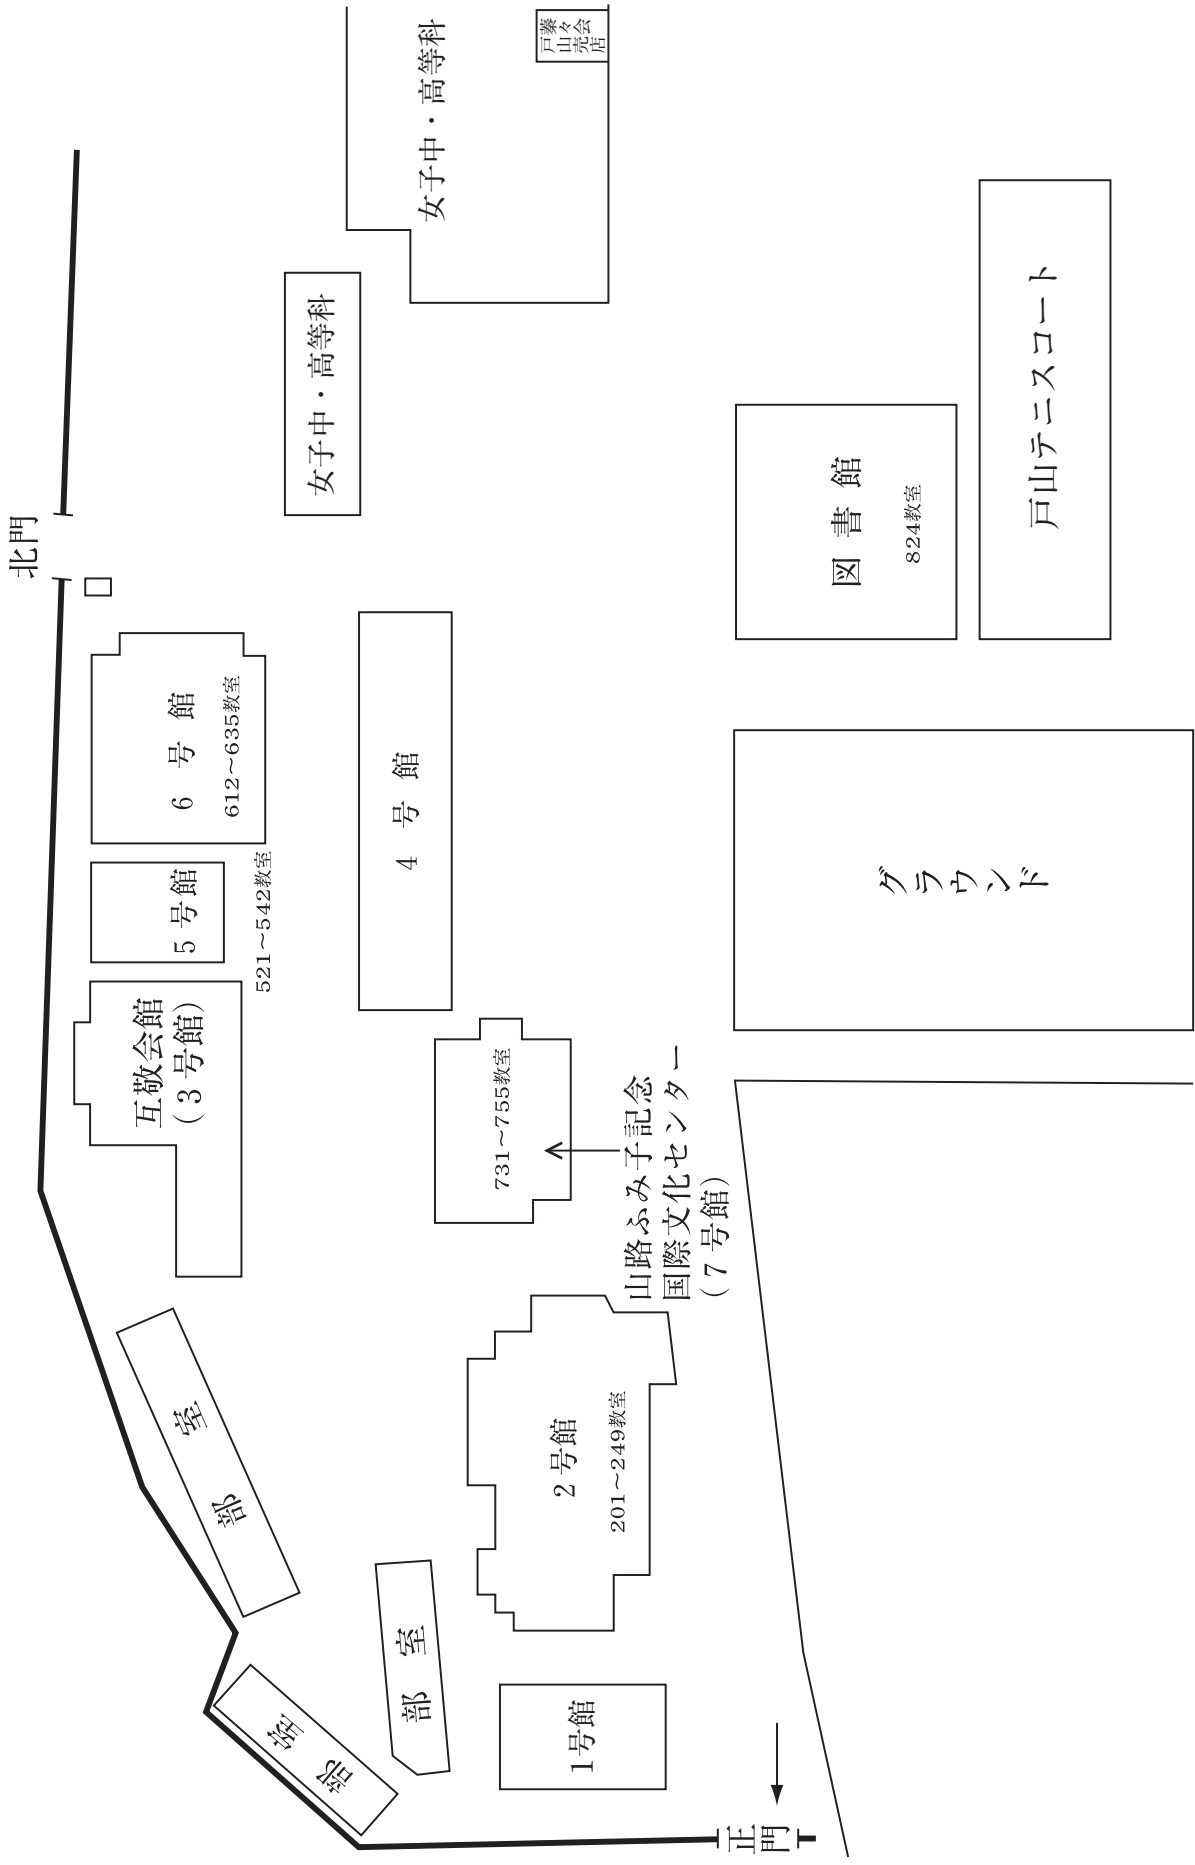 北門
女子中・高等科
蓁々会
戸山売店
女子中・高等科
6号館
612～635教室
5号館
521～542教室
互敬会館
(3号館)
4号館
731～755教室
山路ふみ子記念
国際文化センター
(7号館)
図書館
824教室
戸山テニスコート
グラウンド
部室
2号館
201～249教室
部室
部室
1号館
正門